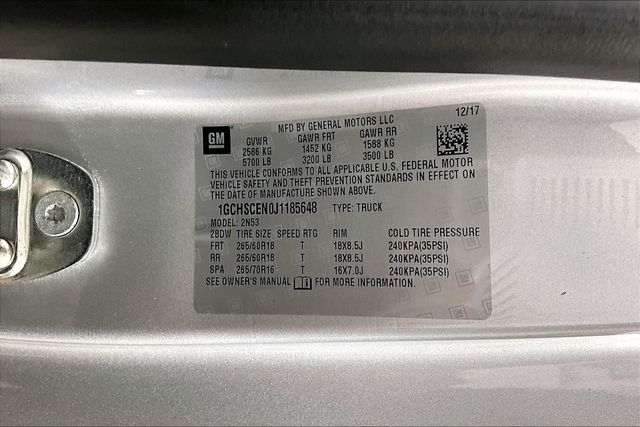 12/17
GM
MFD BY GENERAL MOTORS LLC
GVWR GAWR FRT GAWR RR
2586 KG 1452 KG 1588 KG
5700 LB 3200 LB 3500 LB
THIS VEHICLE CONFORMS TO ALL APPLICABLE U.S. FEDERAL MOTOR
VEHICLE SAFETY AND THEFT PREVENTION STANDARDS IN EFFECT ON
THE DATE OF MANUFACTURE SHOWN ABOVE.
1GCHSCEN0J1185648 TYPE: TRUCK
MODEL: 2N53
2BDW TIRE SIZE SPEED RTG RIM COLD TIRE PRESSURE
FRT 265/60R18 T 18X8.5J 240KPA(35PSI)
RR 265/60R18 T 18X8.5J 240KPA(35PSI)
SPA 265/70R16 T 16X7.0J 240KPA(35PSI)
SEE OWNER'S MANUAL FOR MORE INFORMATION.